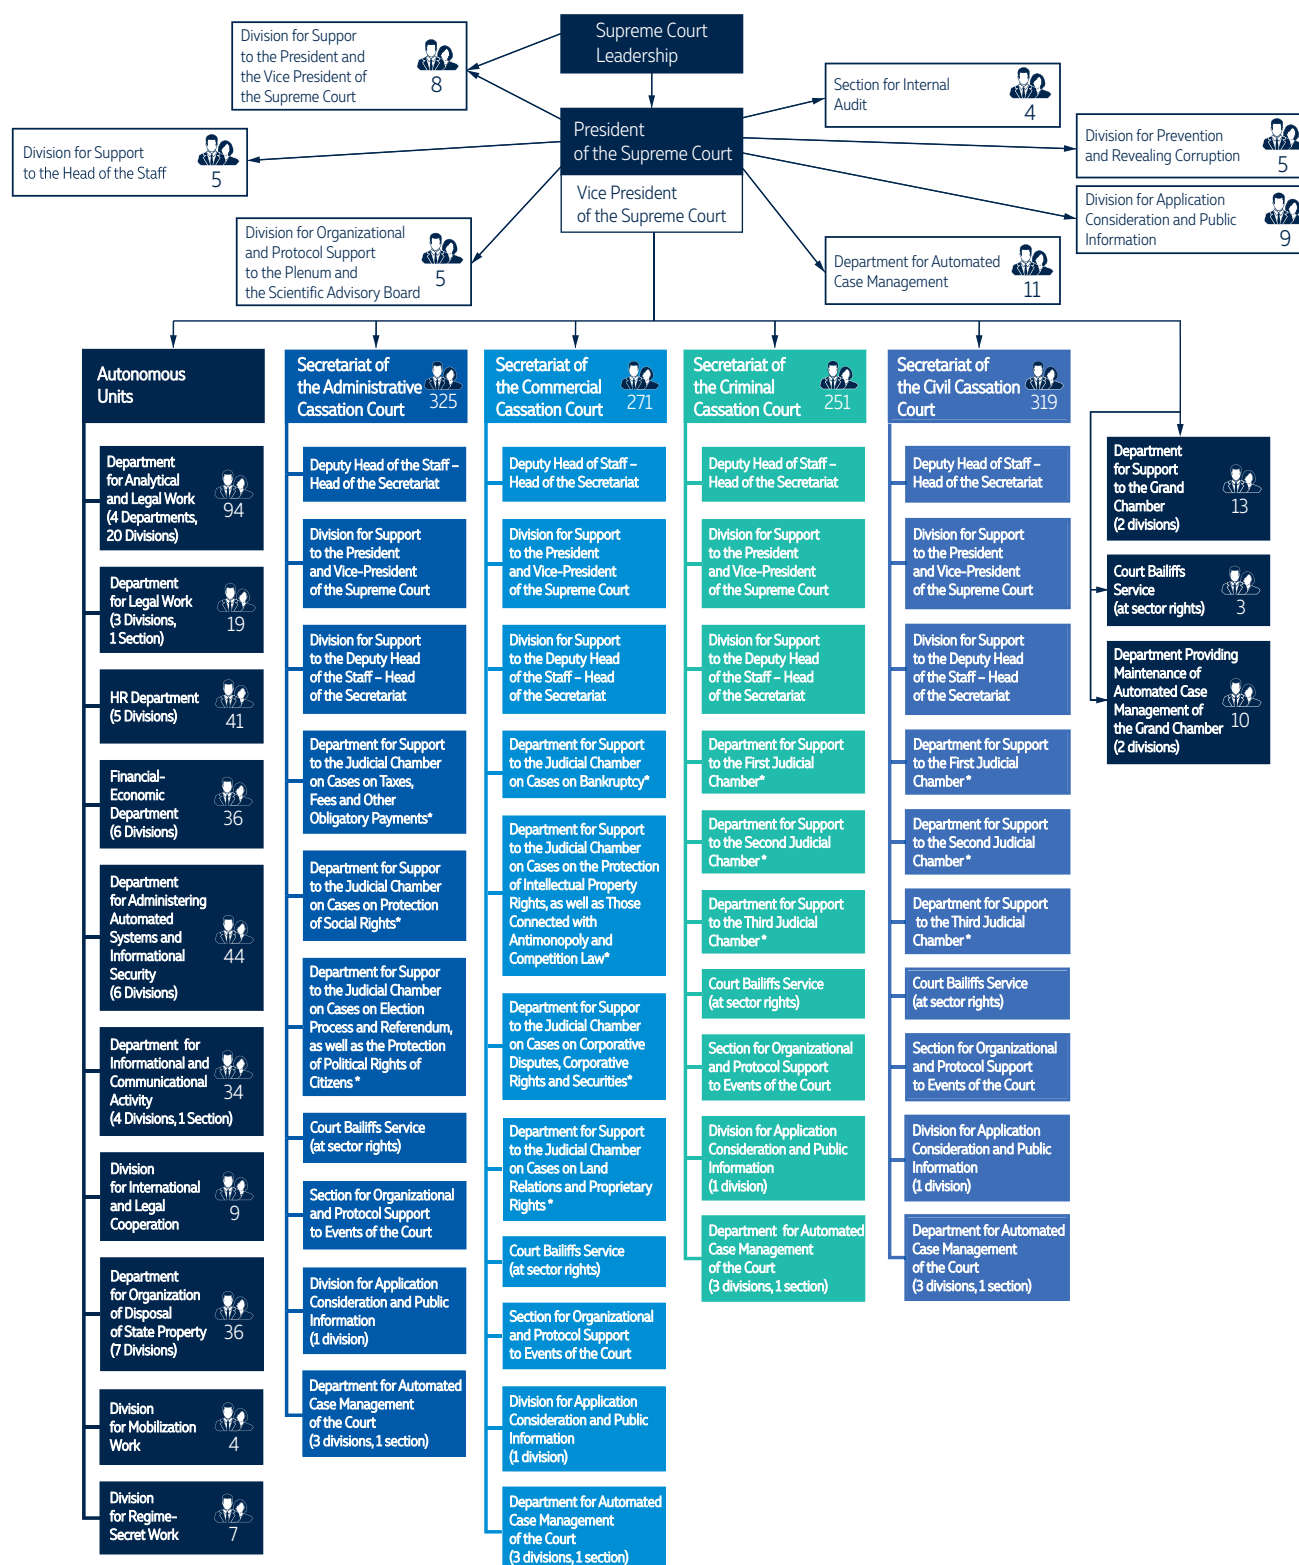 Supreme Court
Leadership
Division for Suppor
to the President and
the Vice President of
the Supreme Court
8
Section for Internal
Audit
4
President
of the Supreme Court
Vice President
of the Supreme Court
Division for Support
to the Head of the Staff
5
Division for Prevention
and Revealing Corruption
5
Division for Application
Consideration and Public
Information
9
Division for Organizational
and Protocol Support
to the Plenum and
the Scientific Advisory Board
5
Department for Automated
Case Management
11
Autonomous
Units
Department
for Analytical
and Legal Work
(4 Departments,
20 Divisions)
94
Department
for Legal Work
(3 Divisions,
1 Section)
19
HR Department
(5 Divisions)
41
Financial-
Economic
Department
(6 Divisions)
36
Department
for Administering
Automated
Systems and
Informational
Security
(6 Divisions)
44
Department for
Informational and
Communicational
Activity
(4 Divisions, 1 Section)
34
Division
for International
and Legal
Cooperation
9
Department
for Organization
of Disposal
of State Property
(7 Divisions)
36
Division
for Mobilization
Work
4
Division
for Regime-
Secret Work
7
Secretariat of
the Administrative
Cassation Court
325
Deputy Head of the Staff –
Head of the Secretariat
Division for Support
to the President
and Vice-President
of the Supreme Court
Division for Support
to the Deputy Head
of the Staff – Head
of the Secretariat
Department for Support
to the Judicial Chamber
on Cases on Taxes,
Fees and Other
Obligatory Payments*
Department for Suppor
to the Judicial Chamber
on Cases on Protection
of Social Rights*
Department for Suppor
to the Judicial Chamber
on Cases on Election
Process and Referendum,
as well as the Protection
of Political Rights of
Citizens *
Court Bailiffs Service
(at sector rights)
Section for Organizational
and Protocol Support
to Events of the Court
Division for Application
Consideration and Public
Information
(1 division)
Department for Automated
Case Management
of the Court
(3 divisions, 1 section)
Secretariat of
the Commercial
Cassation Court
271
Deputy Head of Staff –
Head of the Secretariat
Division for Support
to the President
and Vice-President
of the Supreme Court
Division for Support
to the Deputy Head
of the Staff – Head
of the Secretariat
Department for Support
to the Judicial Chamber
on Cases on Bankruptcy*
Department for Support
to the Judicial Chamber
on Cases on the Protection
of Intellectual Property
Rights, as well as Those
Connected with
Antimonopoly and
Competition Law*
Department for Suppor
to the Judicial Chamber
on Cases on Corporative
Disputes, Corporative
Rights and Securities*
Department for Support
to the Judicial Chamber
on Cases on Land
Relations and Proprietary
Rights *
Court Bailiffs Service
(at sector rights)
Section for Organizational
and Protocol Support
to Events of the Court
Division for Application
Consideration and Public
Information
(1 division)
Department for Automated
Case Management
of the Court
(3 divisions, 1 section)
Secretariat of
the Criminal
Cassation Court
251
Deputy Head of Staff –
Head of the Secretariat
Division for Support
to the President
and Vice-President
of the Supreme Court
Division for Support
to the Deputy Head
of the Staff – Head
of the Secretariat
Department for Support
to the First Judicial
Chamber*
Department for Support
to the Second Judicial
Chamber *
Department for Support
to the Third Judicial
Chamber *
Court Bailiffs Service
(at sector rights)
Section for Organizational
and Protocol Support
to Events of the Court
Division for Application
Consideration and Public
Information
(1 division)
Department for Automated
Case Management
of the Court
(3 divisions, 1 section)
Secretariat of
the Civil Cassation
Court
319
Deputy Head of Staff –
Head of the Secretariat
Division for Support
to the President
and Vice-President
of the Supreme Court
Division for Support
to the Deputy Head
of the Staff – Head
of the Secretariat
Department for Support
to the First Judicial
Chamber *
Department for Support
to the Second Judicial
Chamber *
Department for Support
to the Third Judicial
Chamber *
Court Bailiffs Service
(at sector rights)
Section for Organizational
and Protocol Support
to Events of the Court
Division for Application
Consideration and Public
Information
(1 division)
Department for Automated
Case Management
of the Court
(3 divisions, 1 section)
Department
for Support
to the Grand
Chamber
(2 divisions)
13
Court Bailiffs
Service
(at sector rights)
3
Department Providing
Maintenance of
Automated Case
Management of
the Grand Chamber
(2 divisions)
10